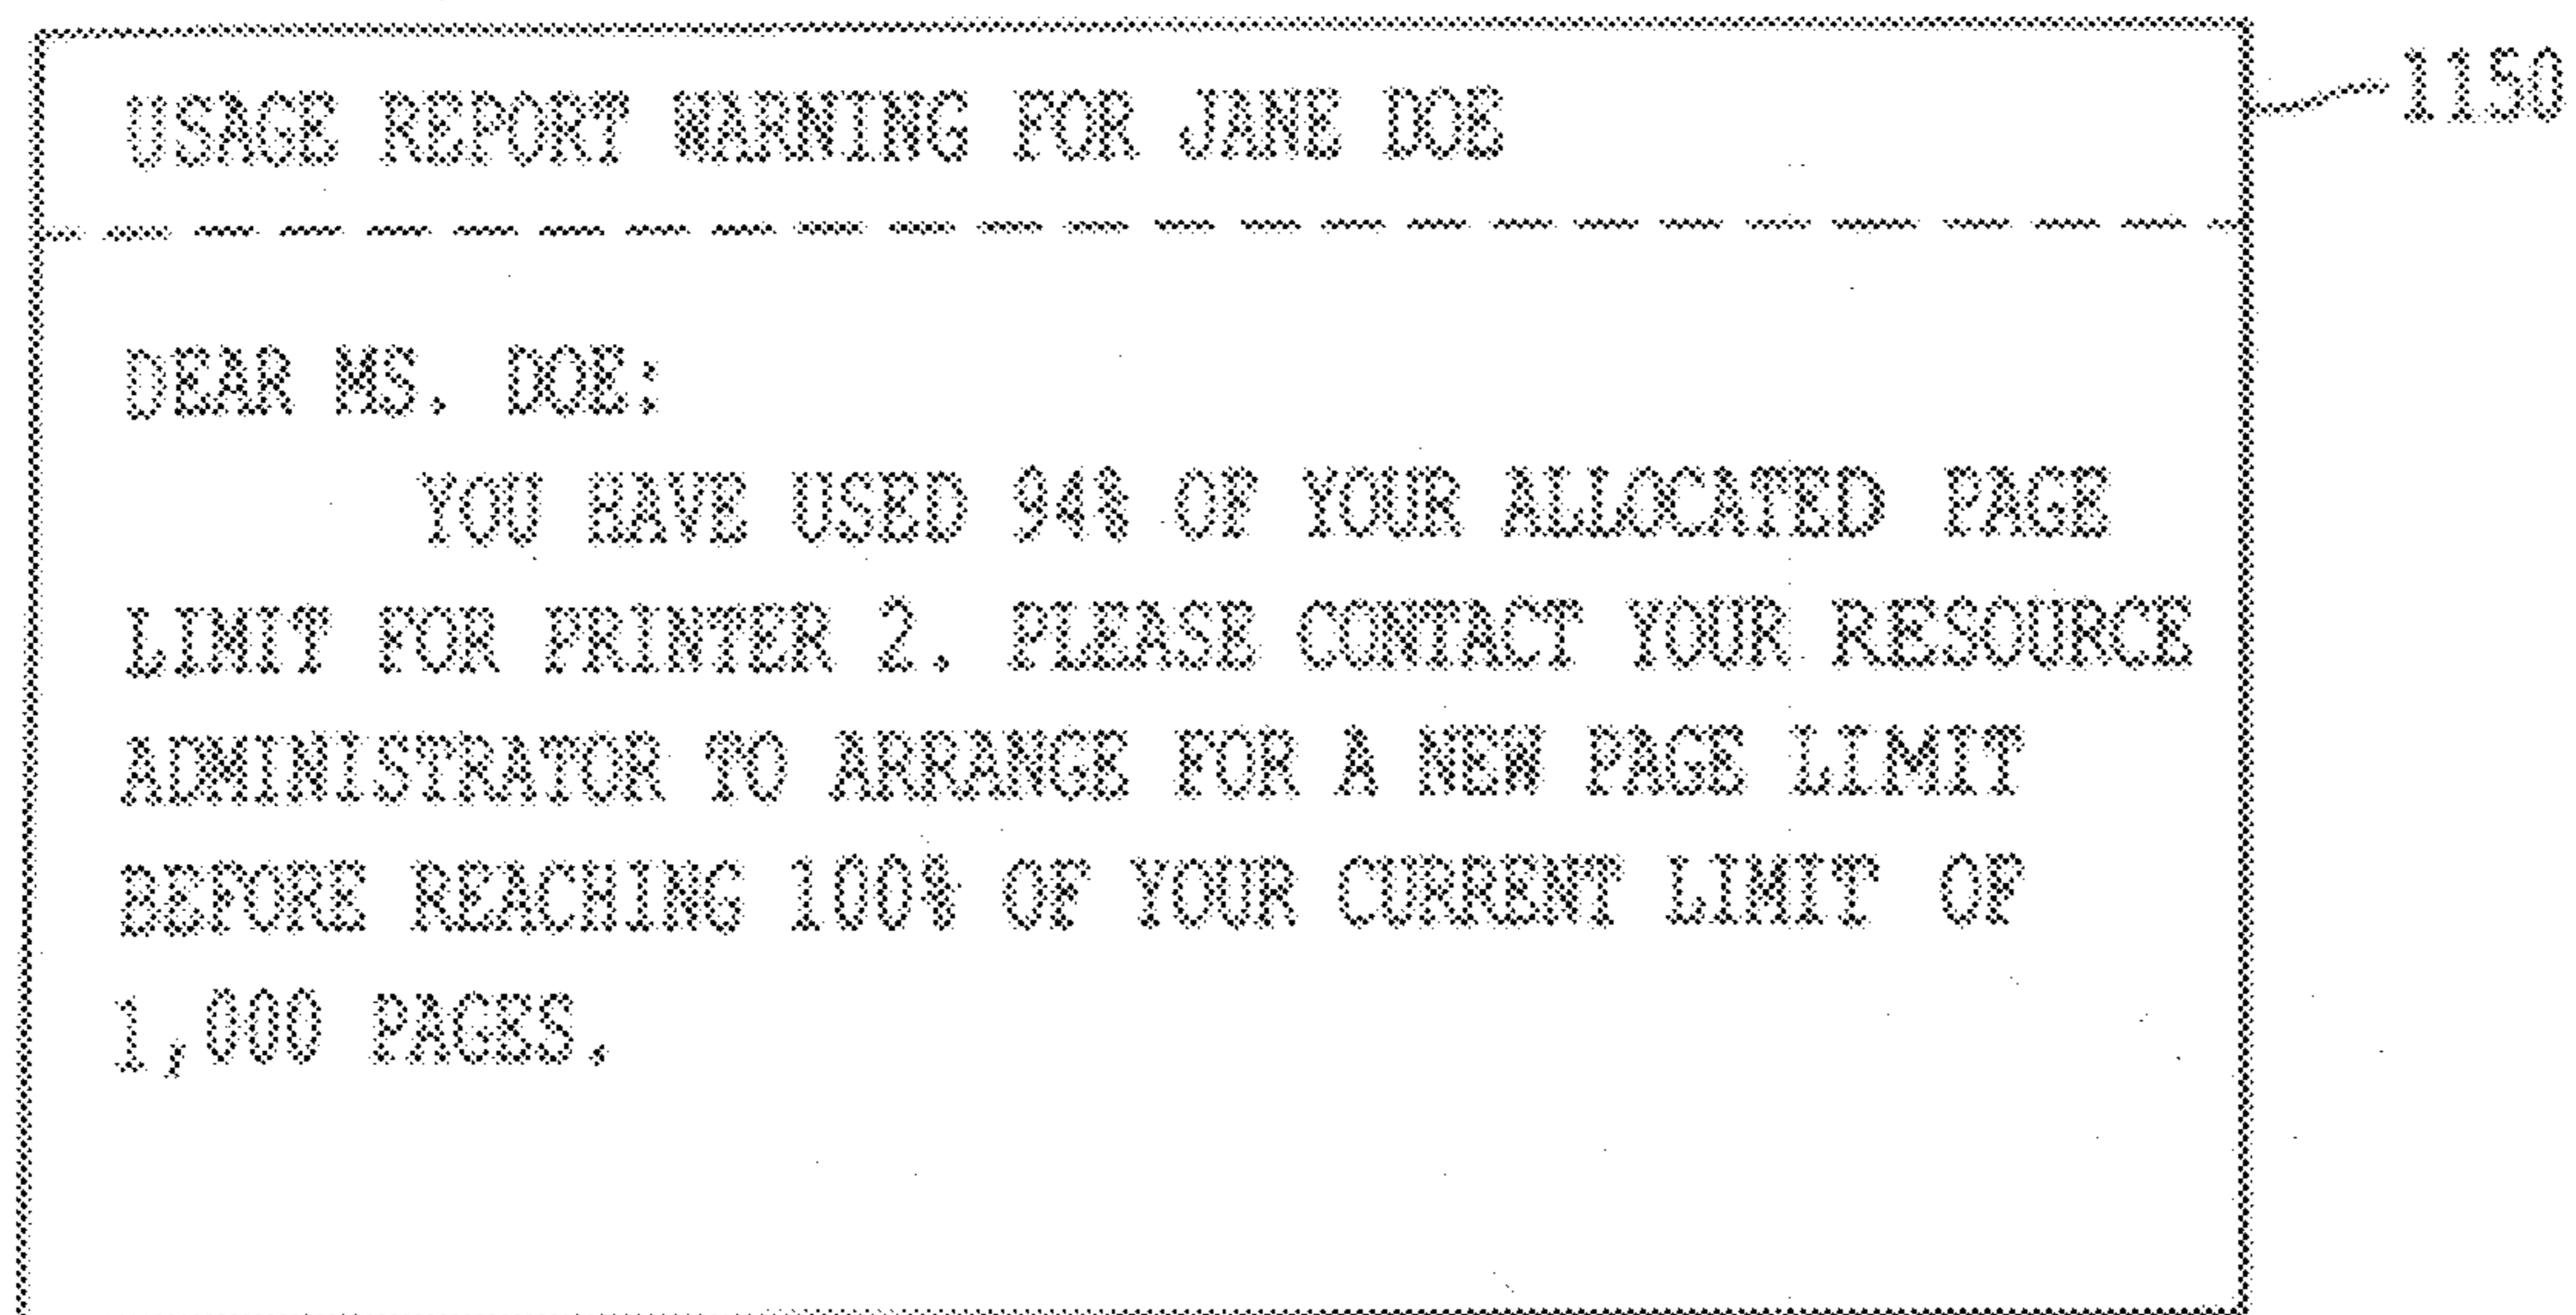 USAGE REPORT WARNING FOR JANE DOE
1150
DEAR MS. DOE:
YOU HAVE USED 94% OF YOUR ALLOCATED PAGE
LIMIT FOR PRINTER 2. PLEASE CONTACT YOUR RESOURCE
ADMINISTRATOR TO ARRANGE FOR A NEW PAGE LIMIT
BEFORE REACHING 100% OF YOUR CURRENT LIMIT OF
1,000 PAGES.